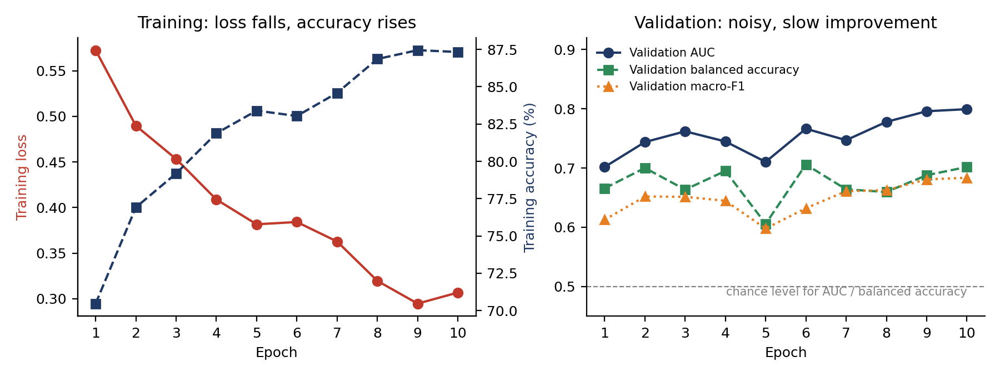 Training: loss falls, accuracy rises
Training loss
0.55
0.50
0.45
0.40
0.35
0.30
87.5
85.0
82.5
80.0
77.5
75.0
72.5
70.0
Training accuracy (%)
1 2 3 4 5 6 7 8 9 10
Epoch
Validation: noisy, slow improvement
Validation AUC
Validation balanced accuracy
Validation macro-F1
0.9
0.8
0.7
0.6
0.5
chance level for AUC / balanced accuracy
1 2 3 4 5 6 7 8 9 10
Epoch